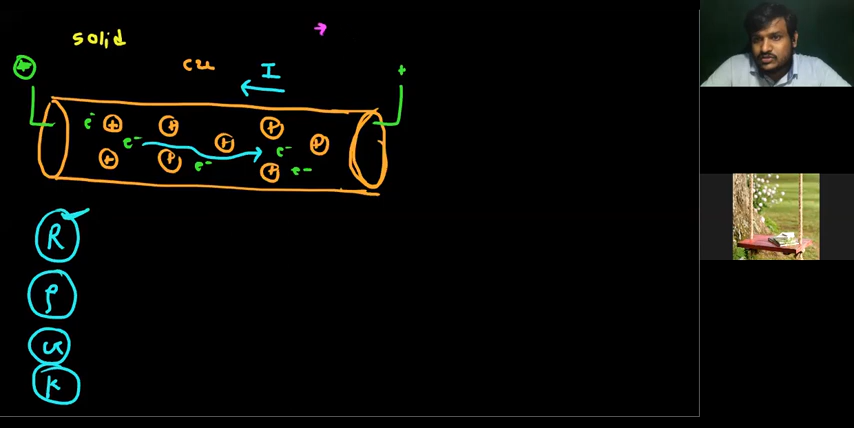 solid
Cu
I
+
e⁻ + + + +
e⁻ + e⁻ +
+ + e⁻ + e⁻
R
ρ
K